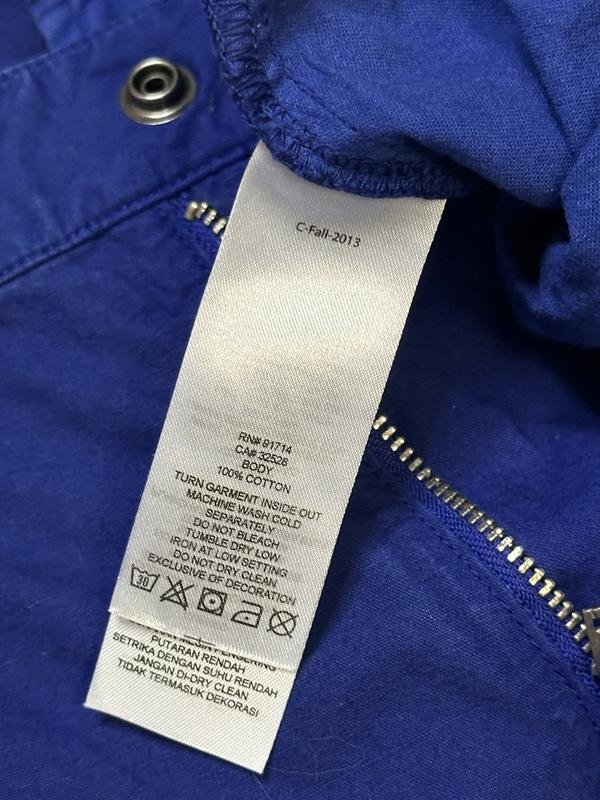 C-Fall-2013
RN# 91714
CA# 32528
BODY
100% COTTON
TURN GARMENT INSIDE OUT
MACHINE WASH COLD
SEPARATELY
DO NOT BLEACH
TUMBLE DRY LOW
IRON AT LOW SETTING
DO NOT DRY CLEAN
EXCLUSIVE OF DECORATION
30
PUTARAN RENDAH
SETRIKA DENGAN SUHU RENDAH
JANGAN DI-DRY CLEAN
TIDAK TERMASUK DEKORASI